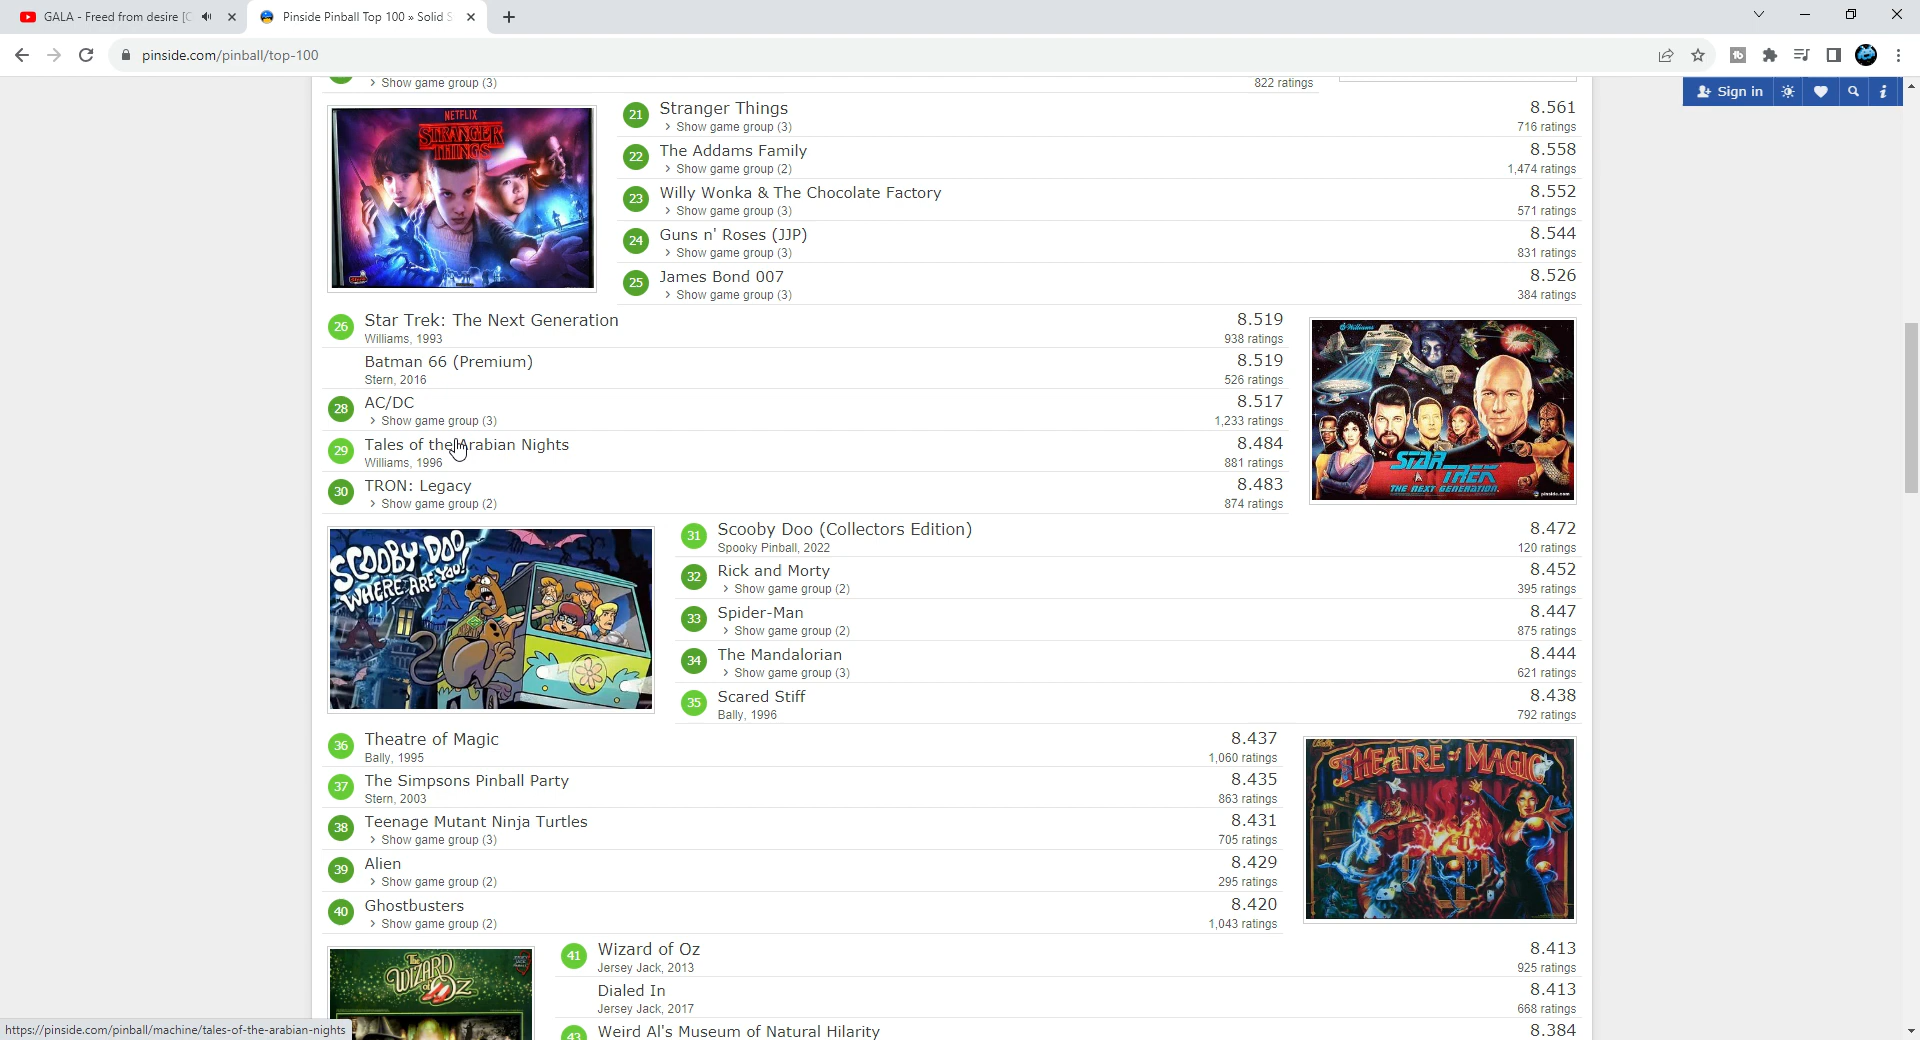 GALA - Freed from desire [C
Pinside Pinball Top 100 » Solid S
pinside.com/pinball/top-100
Sign in
> Show game group (3)
822 ratings
NETFLIX
STRANGER
THINGS
21 Stranger Things 8.561
> Show game group (3) 716 ratings
22 The Addams Family 8.558
> Show game group (2) 1,474 ratings
23 Willy Wonka & The Chocolate Factory 8.552
> Show game group (3) 571 ratings
24 Guns n' Roses (JJP) 8.544
> Show game group (3) 831 ratings
25 James Bond 007 8.526
> Show game group (3) 384 ratings
26 Star Trek: The Next Generation 8.519
Williams, 1993 938 ratings
Batman 66 (Premium) 8.519
Stern, 2016 526 ratings
28 AC/DC 8.517
> Show game group (3) 1,233 ratings
29 Tales of the Arabian Nights 8.484
Williams, 1996 881 ratings
30 TRON: Legacy 8.483
> Show game group (2) 874 ratings
Williams
STAR
TREK
THE NEXT GENERATION
pinside.com
SCOOBY-DOO
WHERE ARE YOU!
31 Scooby Doo (Collectors Edition) 8.472
Spooky Pinball, 2022 120 ratings
32 Rick and Morty 8.452
> Show game group (2) 395 ratings
33 Spider-Man 8.447
> Show game group (2) 875 ratings
34 The Mandalorian 8.444
> Show game group (3) 621 ratings
35 Scared Stiff 8.438
Bally, 1996 792 ratings
36 Theatre of Magic 8.437
Bally, 1995 1,060 ratings
37 The Simpsons Pinball Party 8.435
Stern, 2003 863 ratings
38 Teenage Mutant Ninja Turtles 8.431
> Show game group (3) 705 ratings
39 Alien 8.429
> Show game group (2) 295 ratings
40 Ghostbusters 8.420
> Show game group (2) 1,043 ratings
Bally
THEATRE OF MAGIC
The
WIZARD
of OZ
41 Wizard of Oz 8.413
Jersey Jack, 2013 925 ratings
Dialed In 8.413
Jersey Jack, 2017 668 ratings
43 Weird Al's Museum of Natural Hilarity 8.384
https://pinside.com/pinball/machine/tales-of-the-arabian-nights